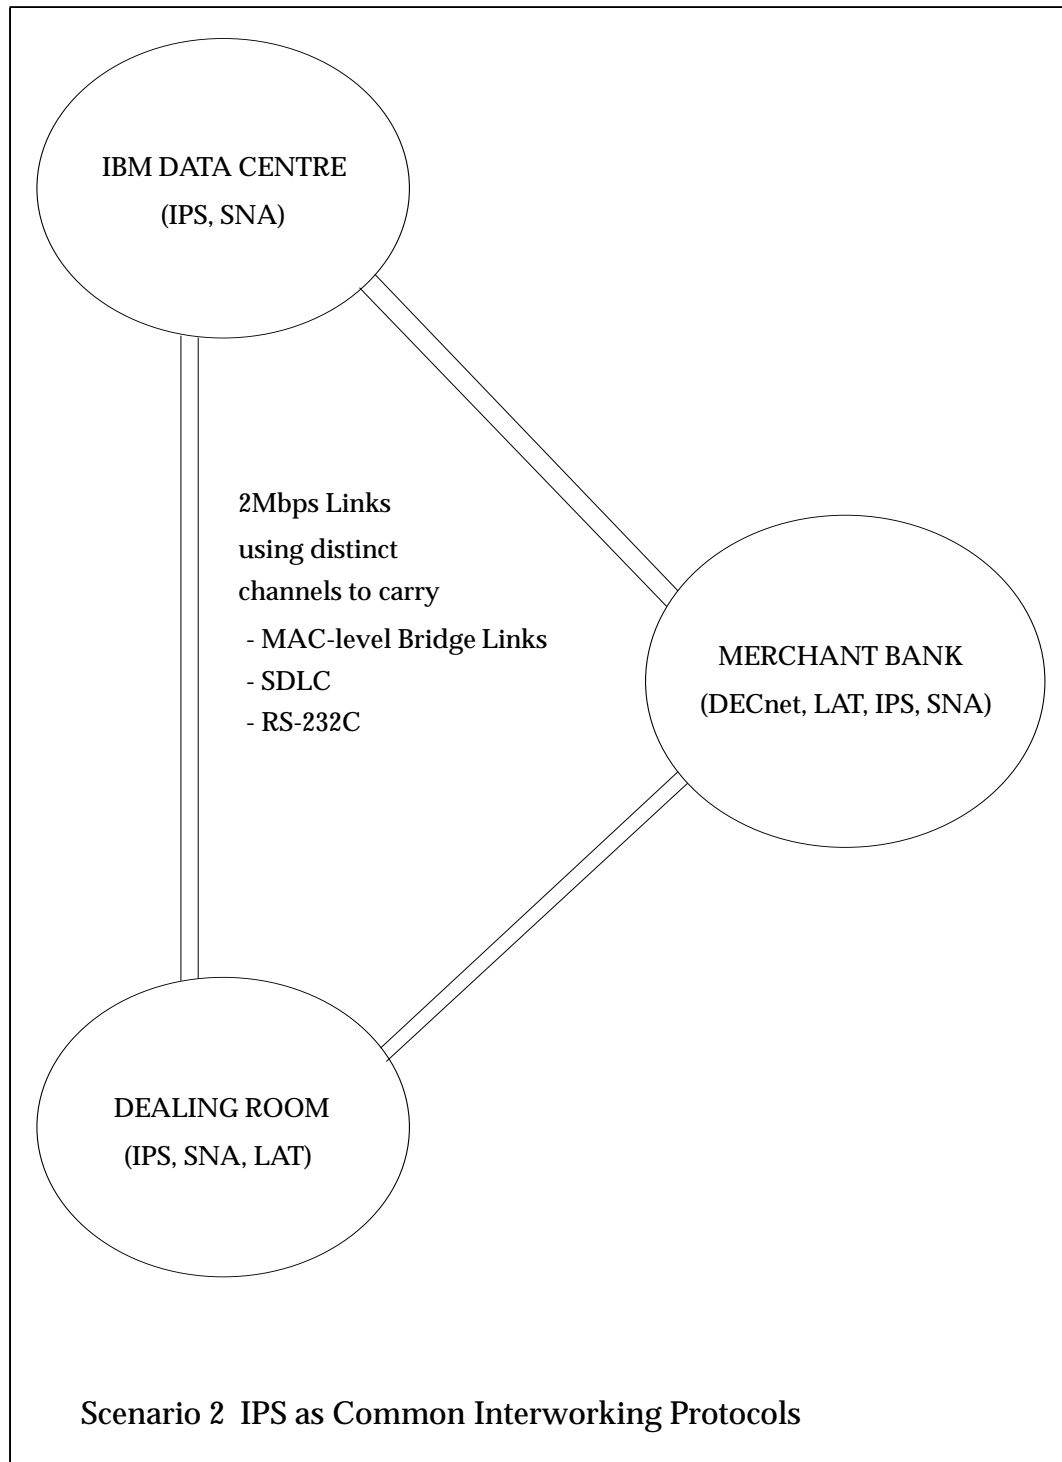 IBM DATA CENTRE
(IPS, SNA)
2Mbps Links
using distinct
channels to carry
- MAC-level Bridge Links
- SDLC
- RS-232C
MERCHANT BANK
(DECnet, LAT, IPS, SNA)
DEALING ROOM
(IPS, SNA, LAT)
Scenario 2 IPS as Common Interworking Protocols